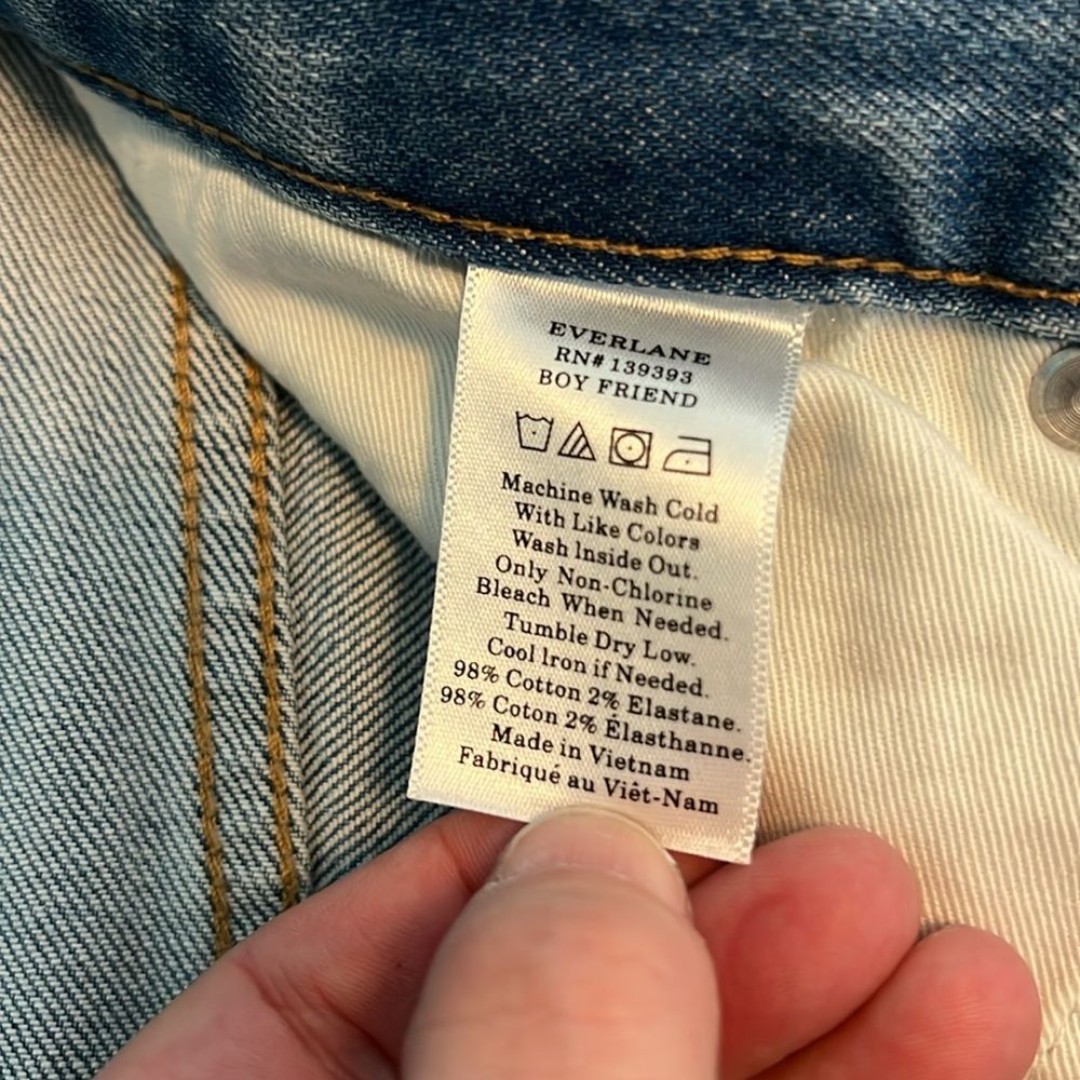 EVERLANE
RN# 139393
BOY FRIEND
Machine Wash Cold
With Like Colors
Wash Inside Out.
Only Non-Chlorine
Bleach When Needed.
Tumble Dry Low.
Cool Iron if Needed.
98% Cotton 2% Elastane.
98% Coton 2% Élasthanne.
Made in Vietnam
Fabriqué au Viêt-Nam